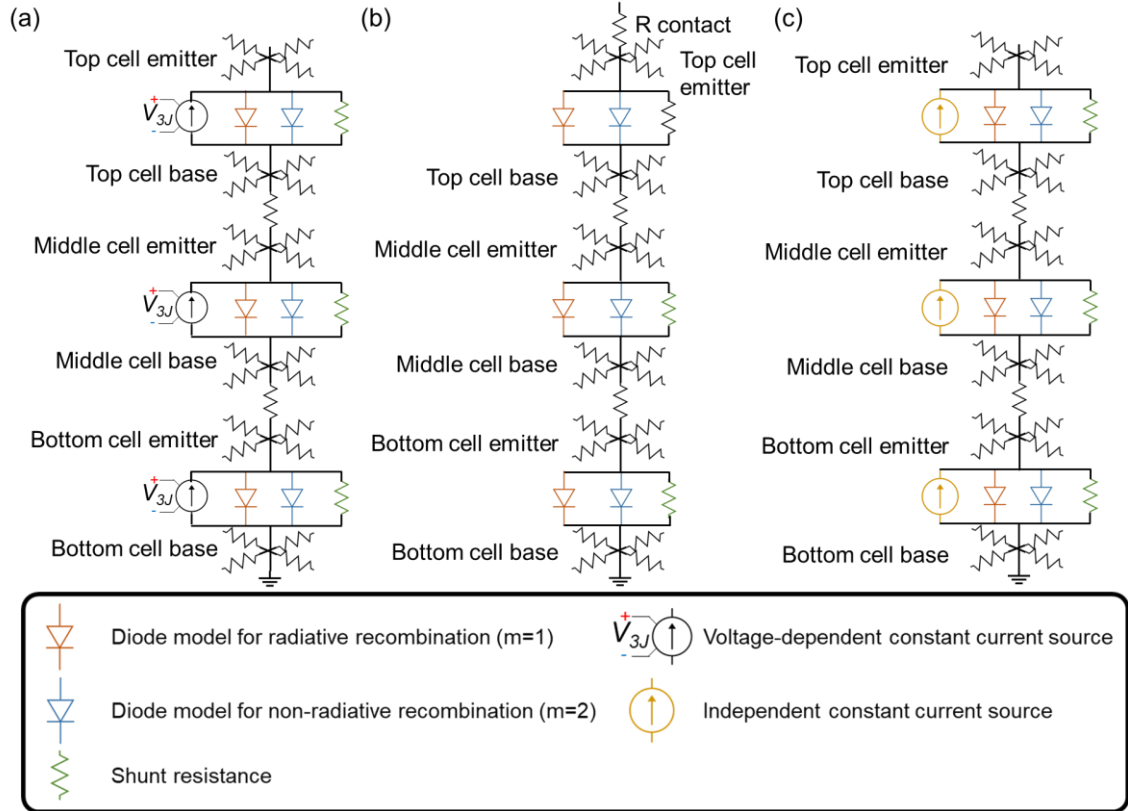 (a)
Top cell emitter
+
V3J
-
Top cell base
Middle cell emitter
+
V3J
-
Middle cell base
Bottom cell emitter
+
V3J
-
Bottom cell base
(b)
R contact
Top cell
emitter
Top cell base
Middle cell emitter
Middle cell base
Bottom cell emitter
Bottom cell base
(c)
Top cell emitter
Top cell base
Middle cell emitter
Middle cell base
Bottom cell emitter
Bottom cell base
Diode model for radiative recombination (m=1)
+
V3J
-
Voltage-dependent constant current source
Diode model for non-radiative recombination (m=2)
Independent constant current source
Shunt resistance